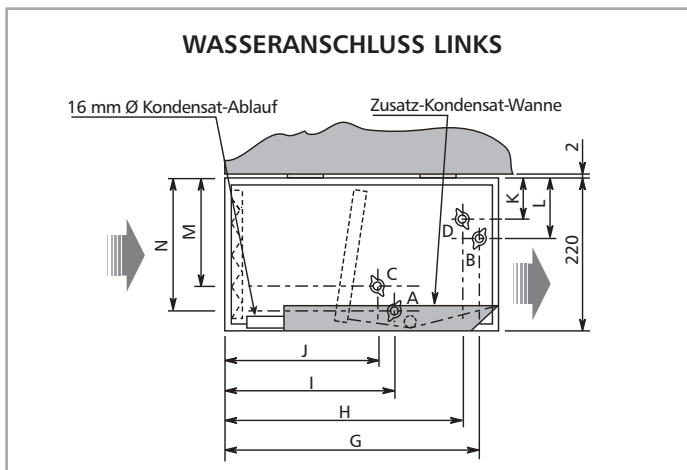 WASSERANSCHLUSS LINKS
16 mm Ø Kondensat-Ablauf
Zusatz-Kondensat-Wanne
2
K
L
220
N
M
D
B
C
A
J
I
H
G